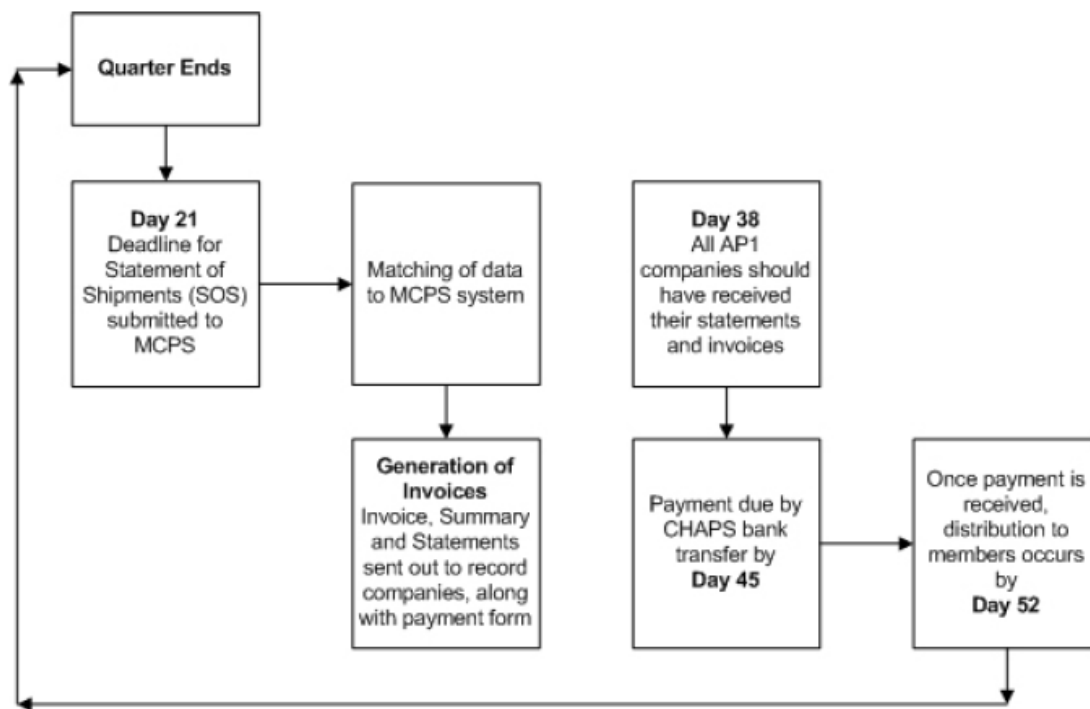 Quarter Ends
Day 21
Deadline for
Statement of
Shipments (SOS)
submitted to
MCPS
Matching of data
to MCPS system
Generation of
Invoices
Invoice, Summary
and Statements
sent out to record
companies, along
with payment form
Day 38
All AP1
companies should
have received
their statements
and invoices
Payment due by
CHAPS bank
transfer by
Day 45
Once payment is
received,
distribution to
members occurs
by
Day 52